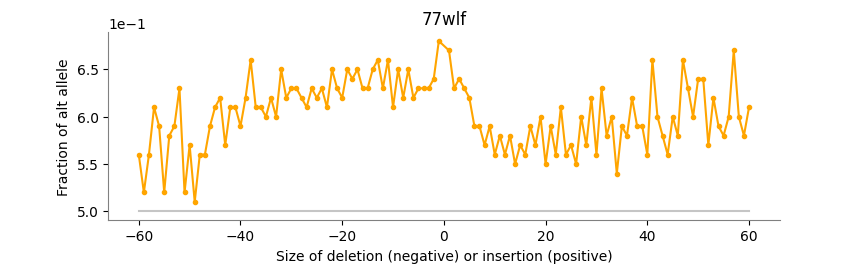 77wlf
1e−1
Fraction of alt allele
6.5
6.0
5.5
5.0
−60 −40 −20 0 20 40 60
Size of deletion (negative) or insertion (positive)